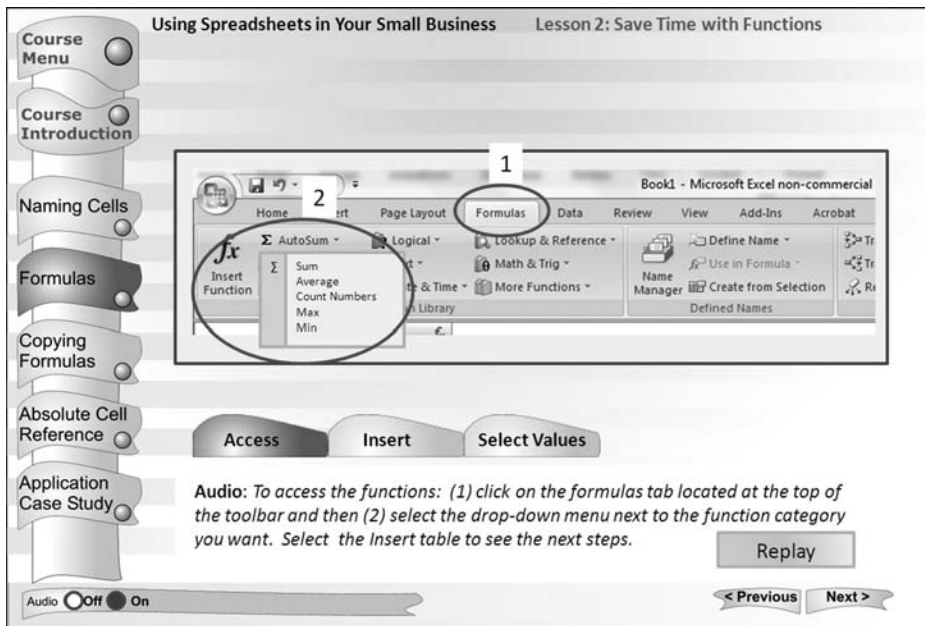 Using Spreadsheets in Your Small Business Lesson 2: Save Time with Functions
Course
Menu
Course
Introduction
Naming Cells
Formulas
Copying
Formulas
Absolute Cell
Reference
Application
Case Study
1
2
Book1 - Microsoft Excel non-commercial
Home Page Layout Formulas Data Review View Add-Ins Acrobat
fx
Insert
Function
Σ AutoSum
Σ Sum
Average
Count Numbers
Max
Min
Logical
& Time
Library
Lookup & Reference
Math & Trig
More Functions
Name
Manager
Define Name
Use in Formula
Create from Selection
Defined Names
Access Insert Select Values
Audio: To access the functions: (1) click on the formulas tab located at the top of
the toolbar and then (2) select the drop-down menu next to the function category
you want. Select the Insert table to see the next steps.
Replay
Audio Off On
< Previous Next >